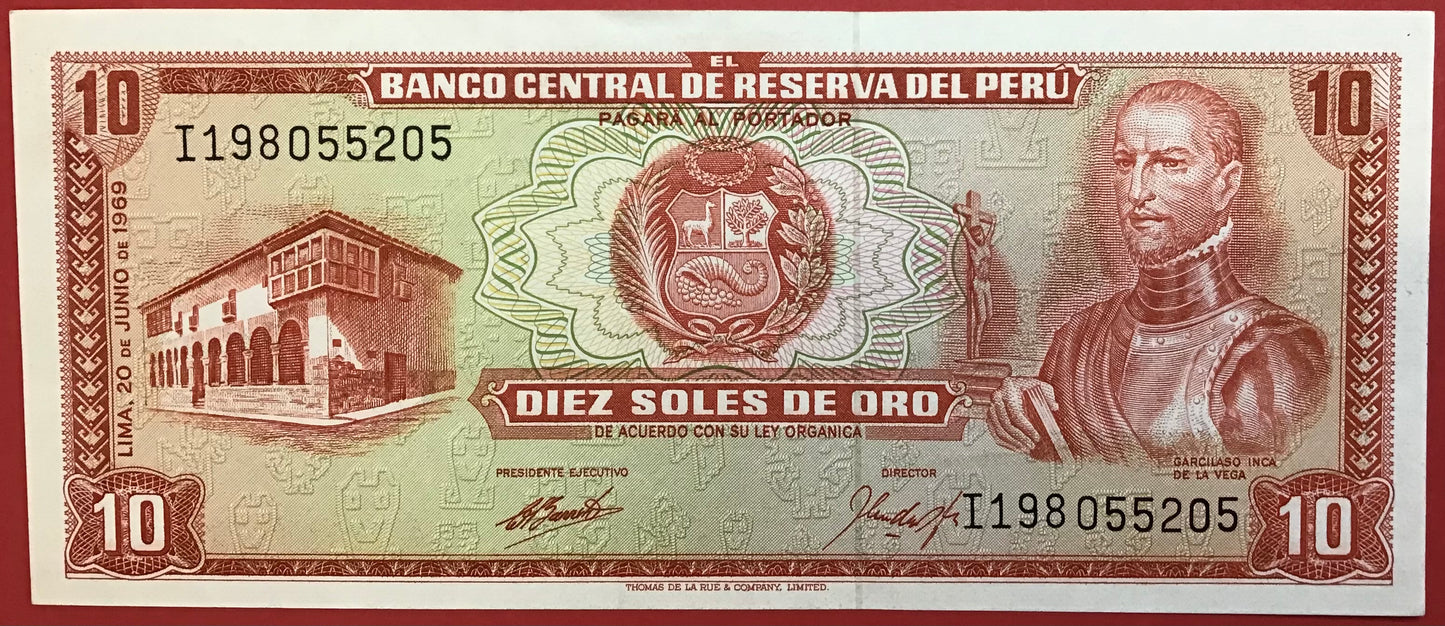 10
EL
BANCO CENTRAL DE RESERVA DEL PERÚ
10
PAGARA AL PORTADOR
I198055205
LIMA, 20 DE JUNIO DE 1969
DIEZ SOLES DE ORO
DE ACUERDO CON SU LEY ORGANICA
PRESIDENTE EJECUTIVO
DIRECTOR
GARCILASO INCA
DE LA VEGA
I198055205
10
10
THOMAS DE LA RUE & COMPANY, LIMITED.